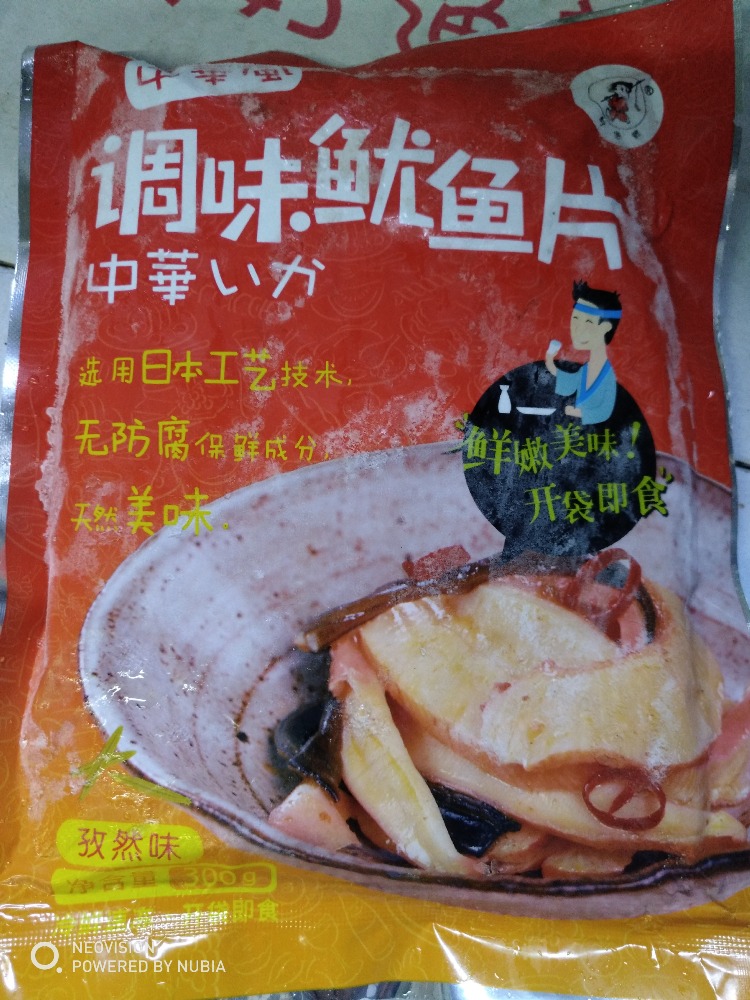 中華風
调味鱿鱼片
中華いか
选用日本工艺技术,
无防腐保鲜成分,
天然美味.
鲜嫩美味!
开袋即食
孜然味
净含量 300g
开袋即食
NEOVISION
POWERED BY NUBIA